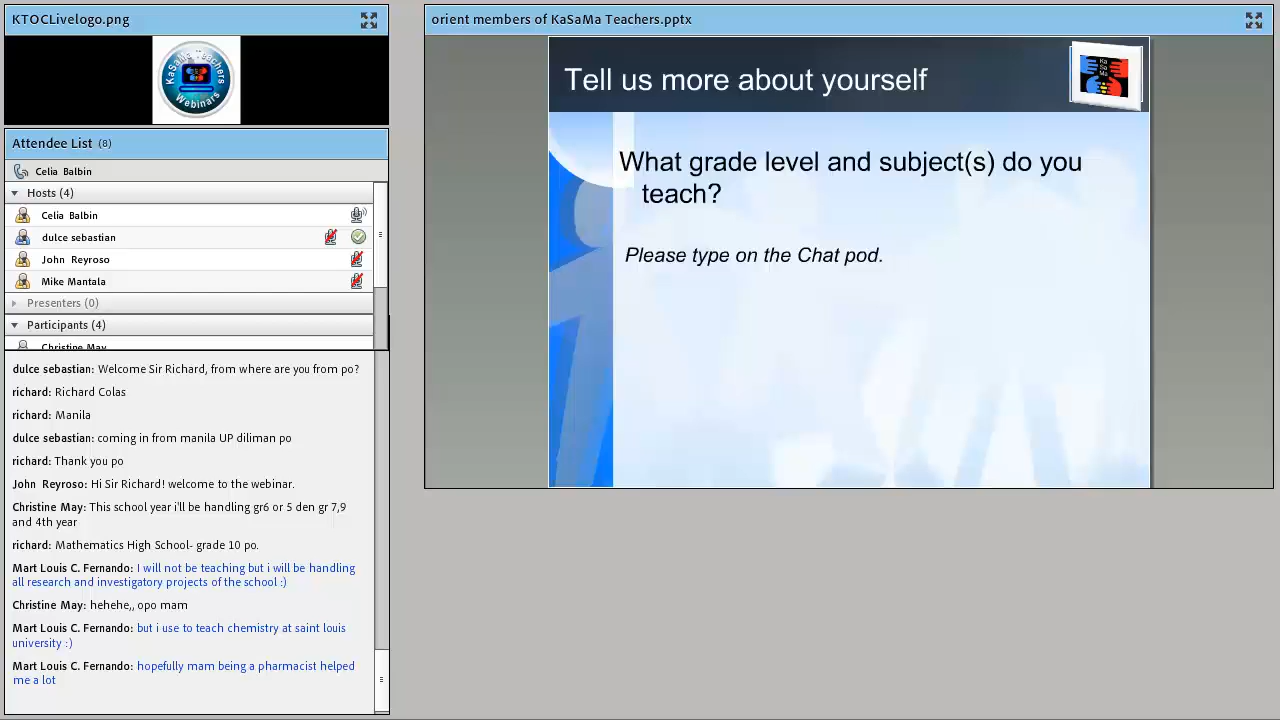 KTOCLivelogo.png
KaSaMa Teachers
Webinars
Attendee List (8)
Celia Balbin
Hosts (4)
Celia Balbin
dulce sebastian
John Reyroso
Mike Mantala
Presenters (0)
Participants (4)
Christine May
dulce sebastian: Welcome Sir Richard, from where are you from po?
richard: Richard Colas
richard: Manila
dulce sebastian: coming in from manila UP diliman po
richard: Thank you po
John Reyroso: Hi Sir Richard! welcome to the webinar.
Christine May: This school year i'll be handling gr6 or 5 den gr 7,9
and 4th year
richard: Mathematics High School- grade 10 po.
Mart Louis C. Fernando: I will not be teaching but i will be handling
all research and investigatory projects of the school :)
Christine May: hehehe,, opo mam
Mart Louis C. Fernando: but i use to teach chemistry at saint louis
university :)
Mart Louis C. Fernando: hopefully mam being a pharmacist helped
me a lot
orient members of KaSaMa Teachers.pptx
Tell us more about yourself
What grade level and subject(s) do you
teach?
Please type on the Chat pod.